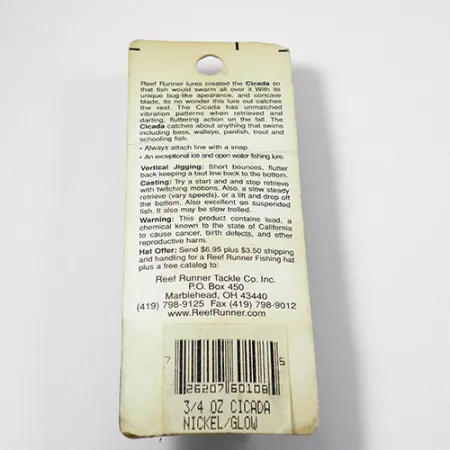 Reef Runner lures created the Cicada so
that fish would swarm all over it With its
unique bug-like apearance, and concave
blade, its no wonder this lure out catches
the rest. The Cicada has unmatched
vibration patterns when retrieved and
darting, fluttering action on the fall. The
Cicada catches about anything that swims
including bass, walleye, panfish, trout and
schooling fish.
• Always attach line with a snap.
• An exceptional ice and open water fishing lure.
Vertical Jigging: Short bounces, flutter
back keeping a taut line back to the bottom.
Casting: Try a start and and stop retrieve
with twitching motions. Also, a slow steady
retrieve (vary speeds), or a lift and drop off
the bottom. Also excellent on suspended
fish. It also may be slow trolled.
Warning: This product contains lead, a
chemical known to the state of California
to cause cancer, birth defects, and other
reproductive harm.
Hat Offer: Send $6.95 plus $3.50 shipping
and handling for a Reef Runner Fishing hat
plus a free catalog to:
Reef Runner Tackle Co. Inc.
P.O. Box 450
Marblehead, OH 43440
(419) 798-9125 Fax (419) 798-9012
www.ReefRunner.com
7 26207 60108 5
3/4 OZ CICADA
NICKEL/GLOW